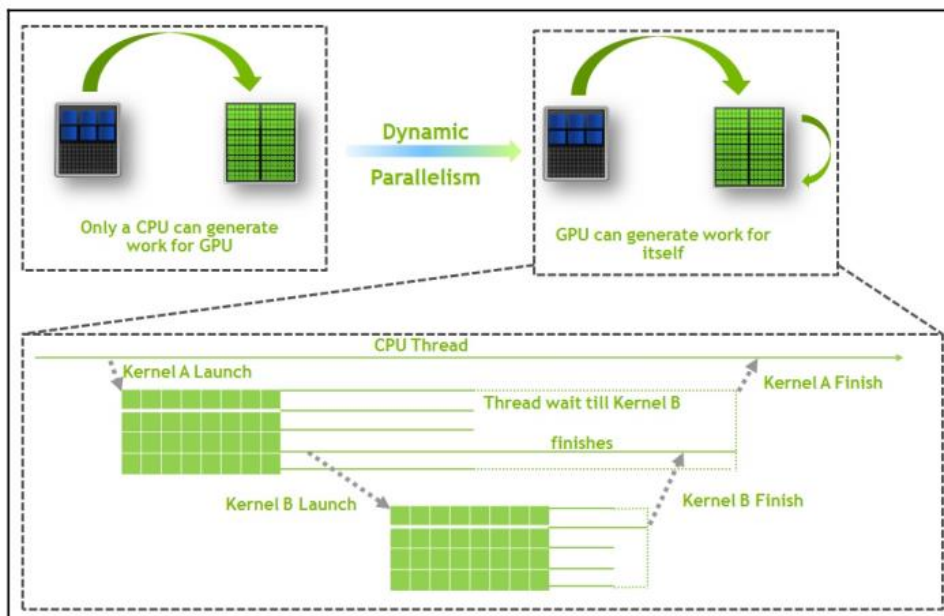 Only a CPU can generate
work for GPU
Dynamic
Parallelism
GPU can generate work for
itself
CPU Thread
Kernel A Launch
Thread wait till Kernel B
finishes
Kernel A Finish
Kernel B Launch
Kernel B Finish